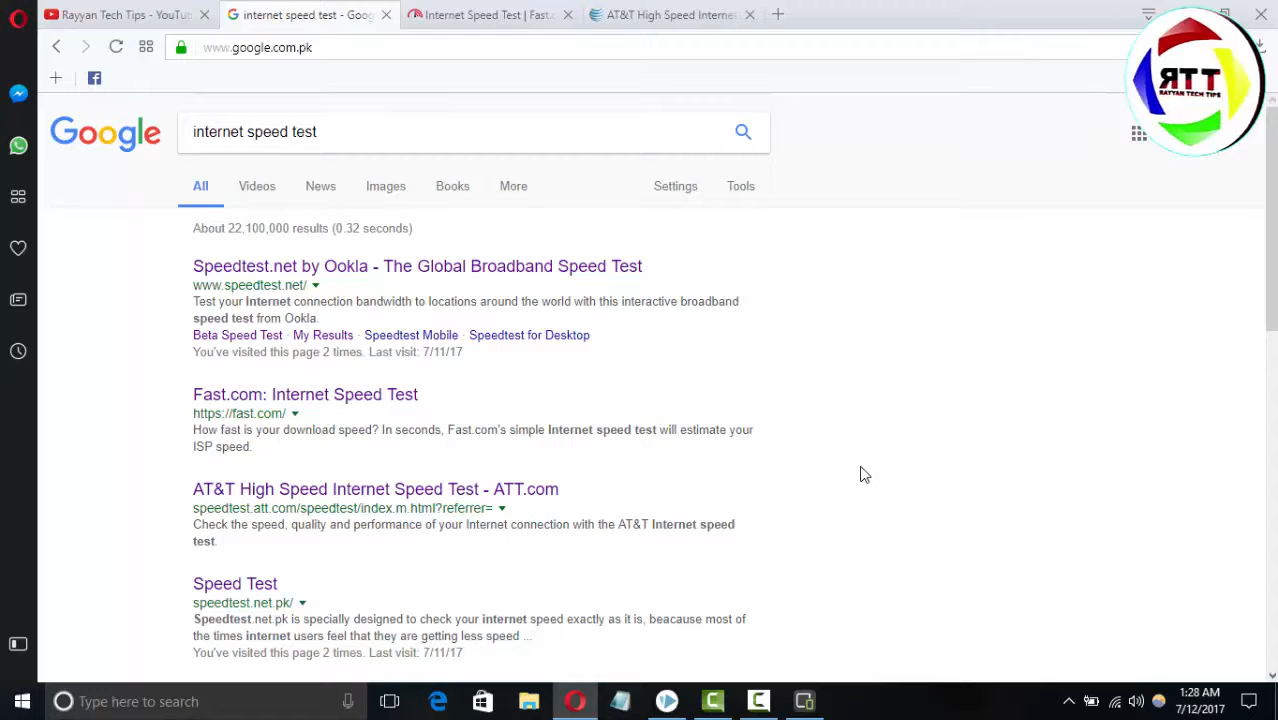 Rayyan Tech Tips - YouTu
internet speed test - Goog
Internet Speed Test | Fast.c
AT&T High Speed Internet
www.google.com.pk
ЯTT
RAYYAN TECH TIPS
Google
internet speed test
All
Videos
News
Images
Books
More
Settings
Tools
About 22,100,000 results (0.32 seconds)
Speedtest.net by Ookla - The Global Broadband Speed Test
www.speedtest.net/
Test your Internet connection bandwidth to locations around the world with this interactive broadband
speed test from Ookla.
Beta Speed Test · My Results · Speedtest Mobile · Speedtest for Desktop
You've visited this page 2 times. Last visit: 7/11/17
Fast.com: Internet Speed Test
https://fast.com/
How fast is your download speed? In seconds, Fast.com's simple Internet speed test will estimate your
ISP speed.
AT&T High Speed Internet Speed Test - ATT.com
speedtest.att.com/speedtest/index.m.html?referrer=
Check the speed, quality and performance of your Internet connection with the AT&T Internet speed
test.
Speed Test
speedtest.net.pk/
Speedtest.net.pk is specially designed to check your internet speed exactly as it is, beacause most of
the times internet users feel that they are getting less speed ...
You've visited this page 2 times. Last visit: 7/11/17
Type here to search
1:28 AM
7/12/2017